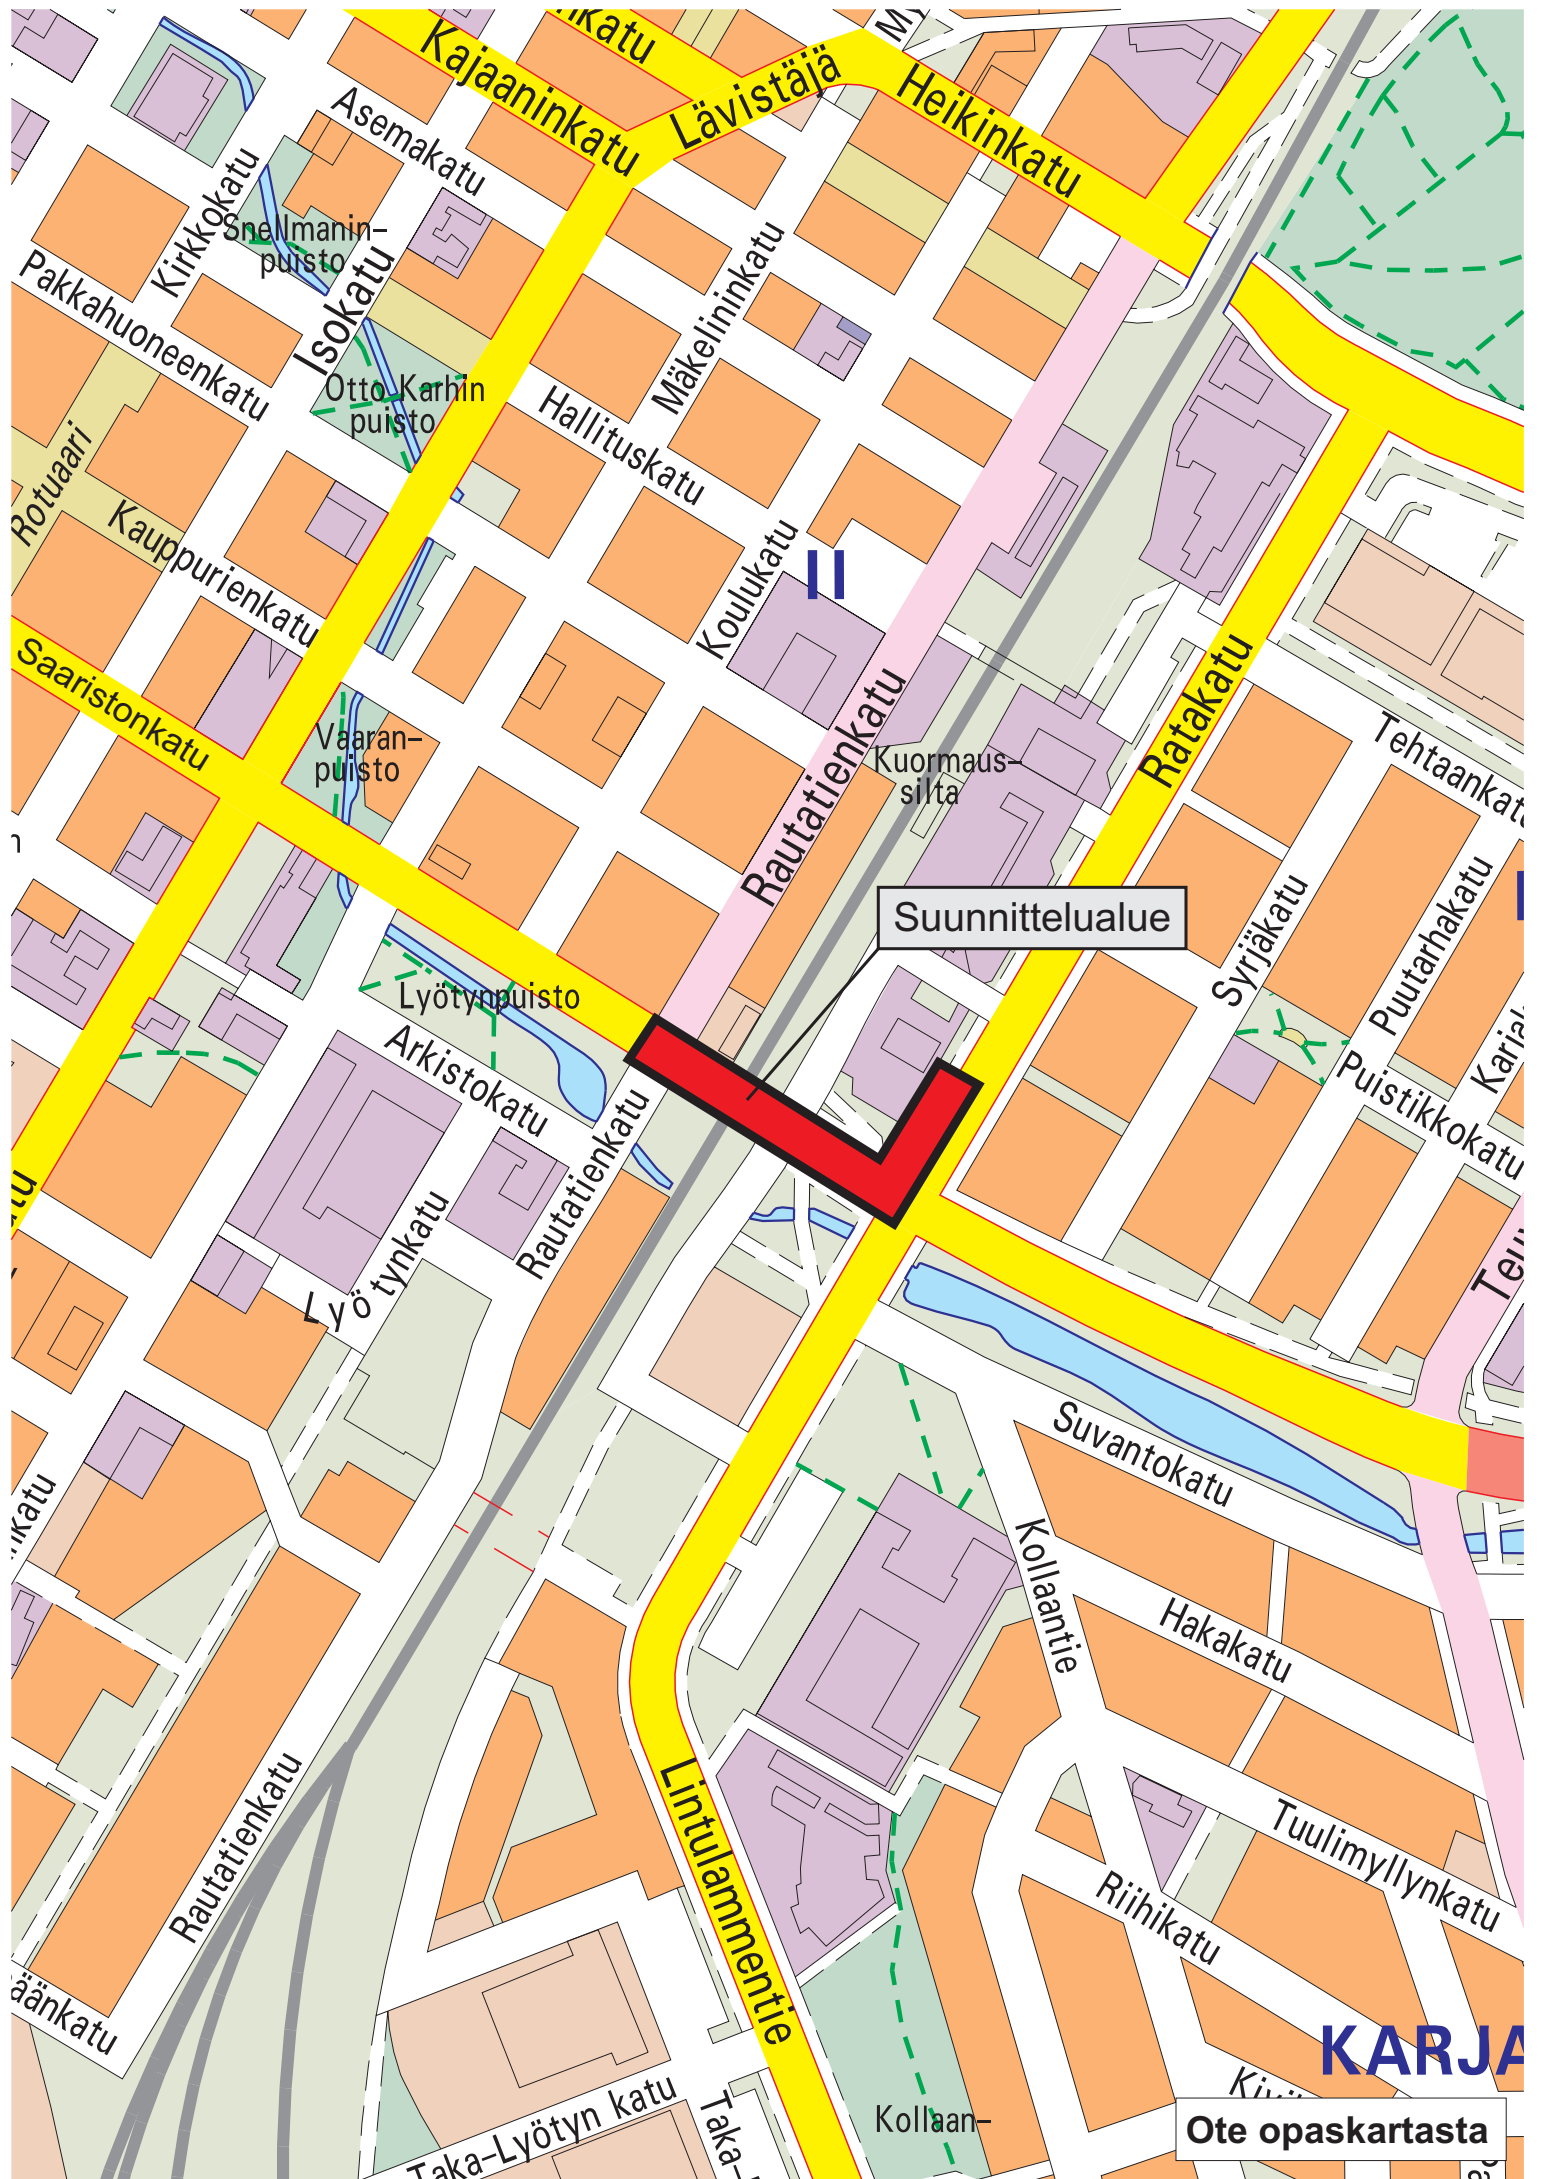 Kajaaninkatu
Lävistäjä
Heikinkatu
Asemakatu
Kirkkokatu
Snellmanin–
puisto
Isokatu
Pakkahuoneenkatu
Mäkelininkatu
Otto Karhin
puisto
Hallituskatu
Rotuaari
Kauppurienkatu
Koulukatu
II
Saaristonkatu
Vaaran–
puisto
Rautatienkatu
Kuormaus–
silta
Ratakatu
Tehtaankatu
Suunnittelualue
Syrjäkatu
Puutarhakatu
Lyötynpuisto
Arkistokatu
Puistikkokatu
Rautatienkatu
Lyötynkatu
Suvantokatu
Kollaantie
Hakakatu
Rautatienkatu
Lintulammentie
Tuulimyllynkatu
Riihikatu
äänkatu
KARJA
Taka–Lyötyn katu
Taka–
Kollaan–
Ote opaskartasta